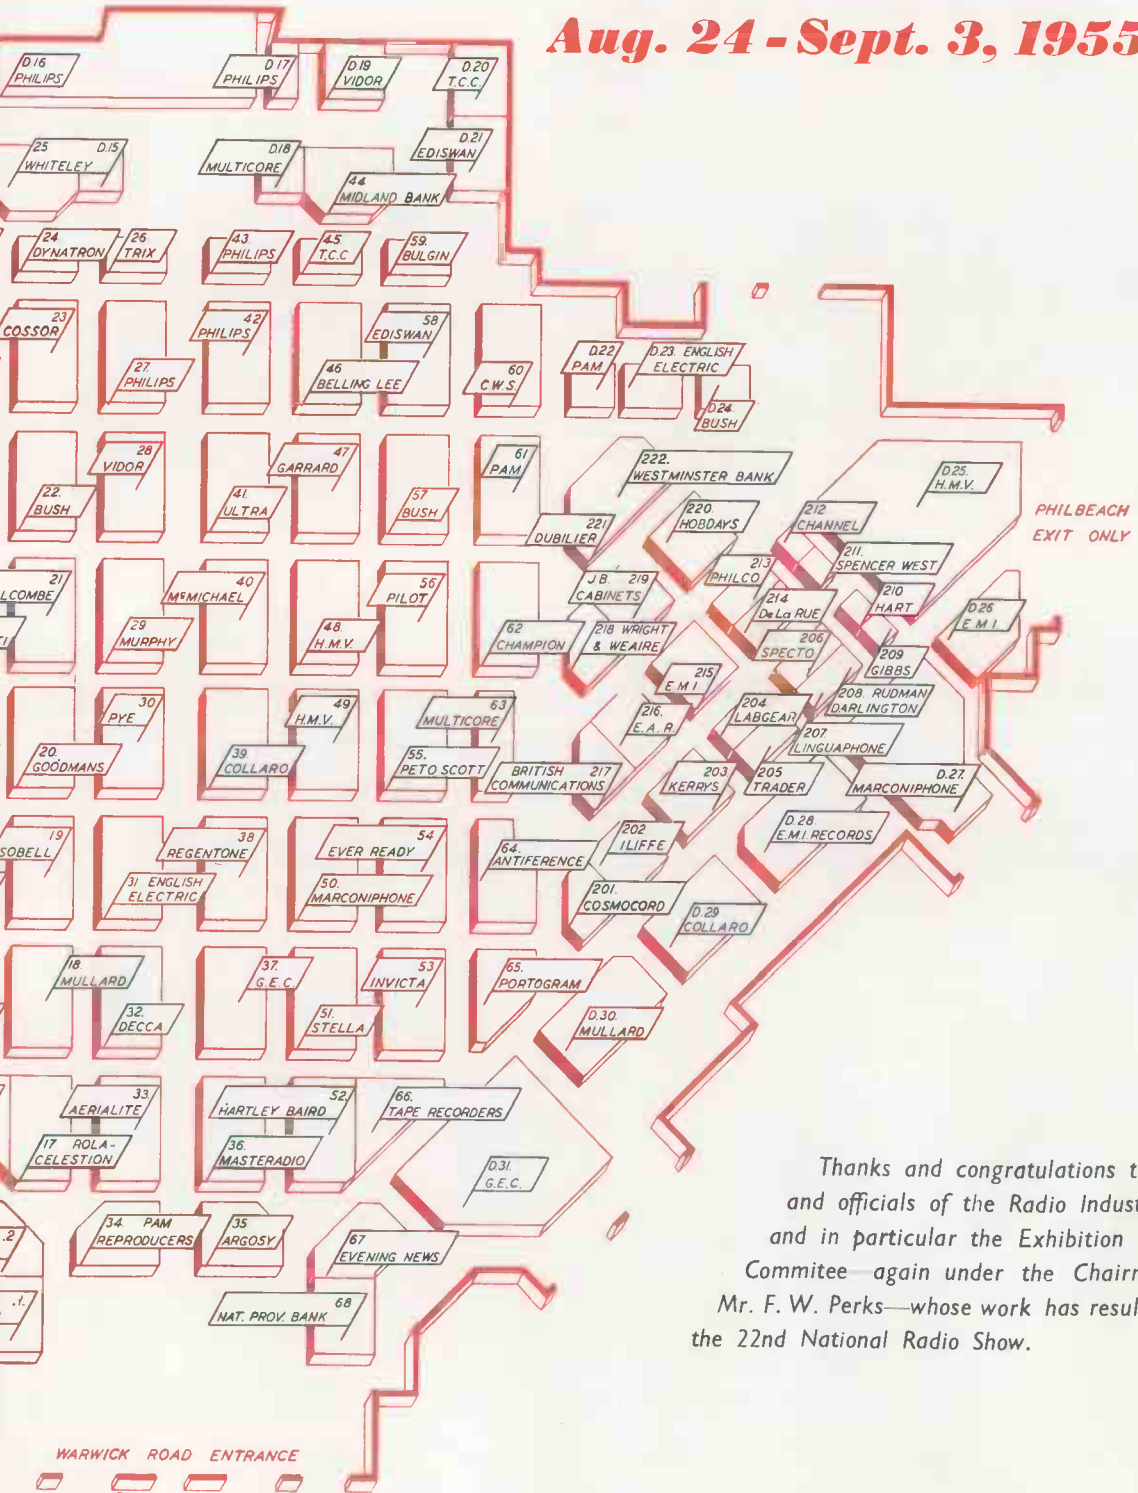 Aug. 24 - Sept. 3, 1955
D.16 PHILIPS
D.17 PHILIPS
D.19 VIDOR
D.20 T.C.C.
25 WHITELEY D.15
D.18 MULTICORE
D.21 EDISWAN
44 MIDLAND BANK
24. DYNATRON
26. TRIX
43. PHILIPS
45. T.C.C
59. BULGIN
23 COSSOR
27. PHILIPS
42 PHILIPS
46 BELLING LEE
58 EDISWAN
60 C.W.S.
D.22 PAM
D.23. ENGLISH
ELECTRIC
D.24. BUSH
22. BUSH
28 VIDOR
41. ULTRA
47 GARRARD
57 BUSH
61 PAM
221 DUBILIER
222. WESTMINSTER BANK
220. HOBDAYS
212 CHANNEL
D.25. H.M.V.
PHILBEACH
EXIT ONLY
211. SPENCER WEST
213 PHILCO
210 HART
214 De La RUE
J.B. 219
CABINETS
218 WRIGHT
& WEAIRE
206 SPECTO
209 GIBBS
D.26 E.M.I.
21 LCOMBE
29 MURPHY
40 McMICHAEL
48. H.M.V.
56 PILOT
62 CHAMPION
215 E.M.I
216. E.A.R.
204 LABGEAR
208. RUDMAN
DARLINGTON
207. LINGUAPHONE
20. GOODMANS
30 PYE
39 COLLARO
49 H.M.V.
63 MULTICORE
55. PETO SCOTT
BRITISH 217
COMMUNICATIONS
203 KERRYS
205 TRADER
D.27. MARCONIPHONE
D.28. E.M.I. RECORDS
19 SOBELL
31 ENGLISH
ELECTRIC
38 REGENTONE
54 EVER READY
50. MARCONIPHONE
64. ANTIFERENCE
202 ILIFFE
201. COSMOCORD
D.29 COLLARO
18. MULLARD
32. DECCA
37. G.E.C.
51. STELLA
53 INVICTA
65. PORTOGRAM
D.30. MULLARD
33. AERIALITE
17 ROLA-
CELESTION
HARTLEY BAIRD 52.
36. MASTERADIO
66. TAPE RECORDERS
D.31. G.E.C.
34. PAM
REPRODUCERS
35 ARGOSY
67 EVENING NEWS
NAT. PROV. BANK 68
.2
.1.
Thanks and congratulations t
and officials of the Radio Indust
and in particular the Exhibition
Commitee again under the Chairm
Mr. F. W. Perks—whose work has resul
the 22nd National Radio Show.
WARWICK ROAD ENTRANCE